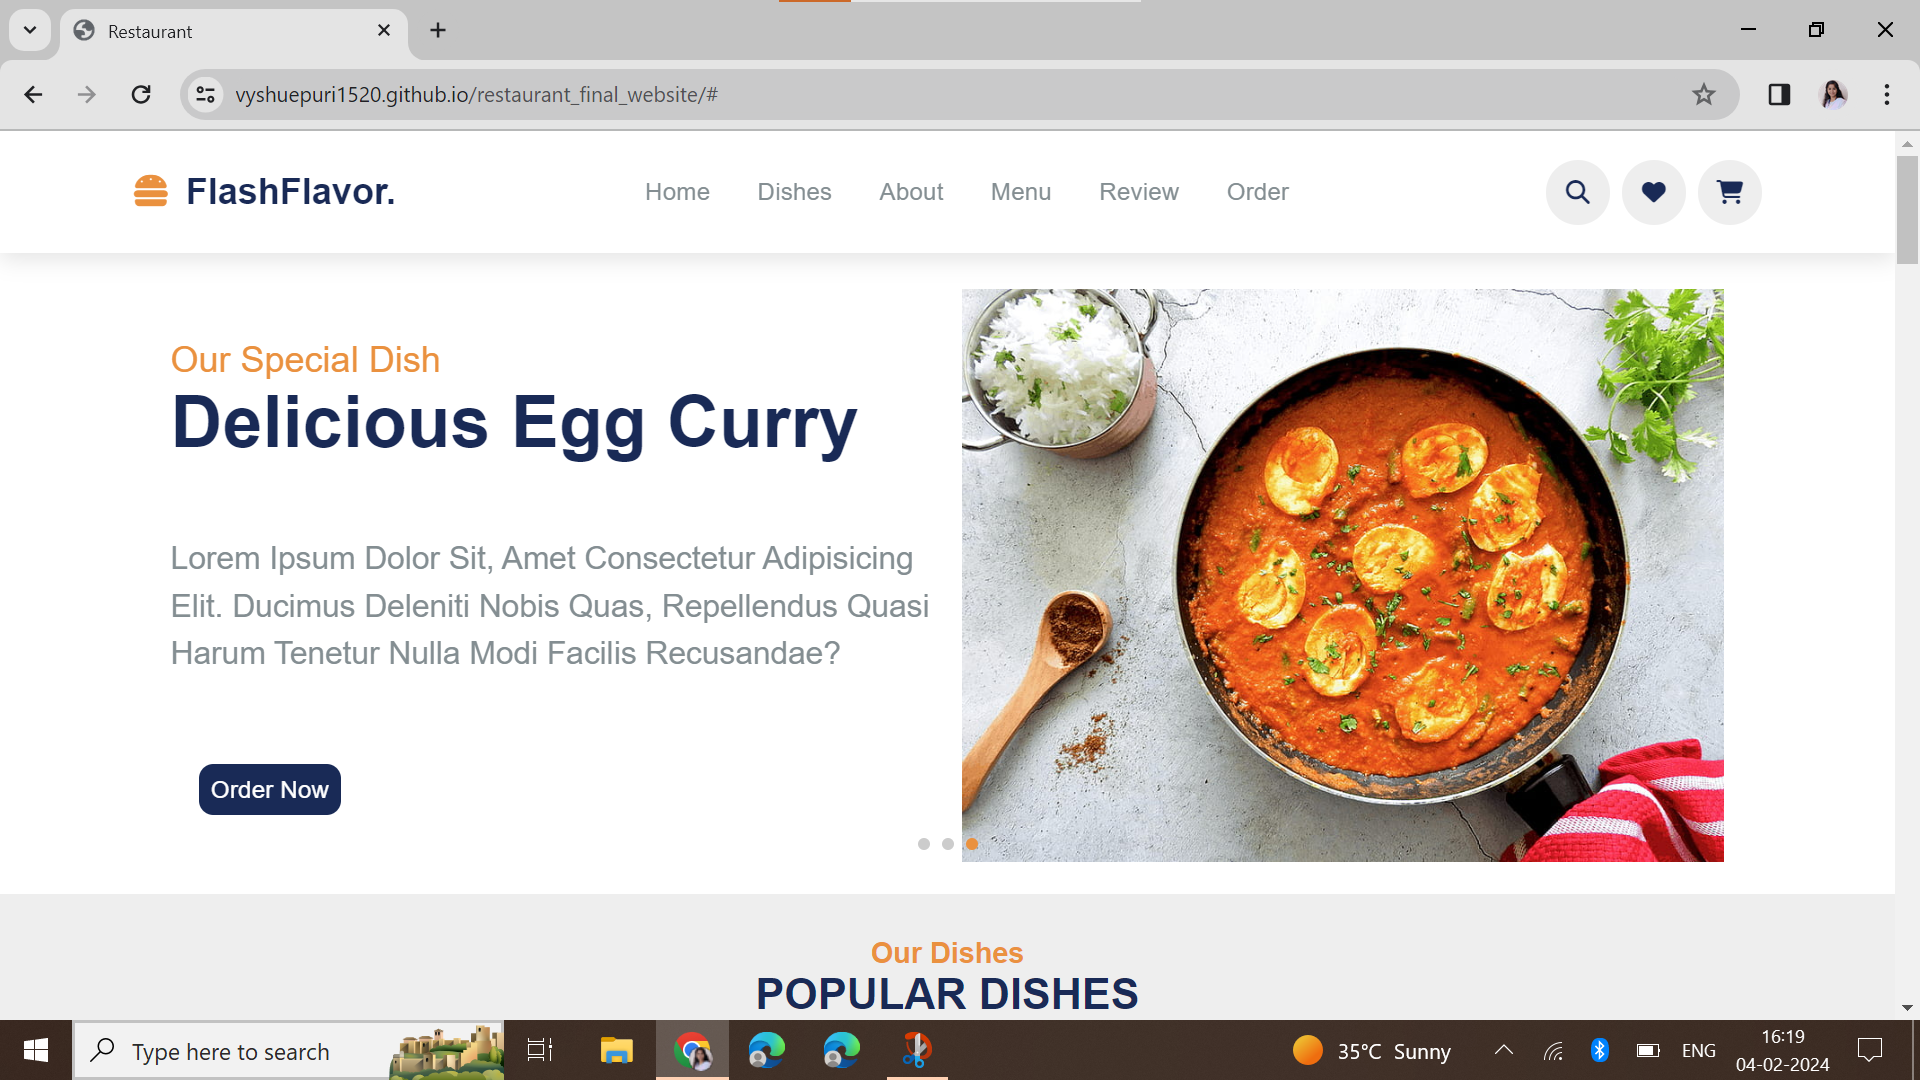 Restaurant
vyshuepuri1520.github.io/restaurant_final_website/#
FlashFlavor.
Home Dishes About Menu Review Order
Our Special Dish
Delicious Egg Curry
Lorem Ipsum Dolor Sit, Amet Consectetur Adipisicing
Elit. Ducimus Deleniti Nobis Quas, Repellendus Quasi
Harum Tenetur Nulla Modi Facilis Recusandae?
Order Now
Our Dishes
POPULAR DISHES
Type here to search
35°C Sunny
ENG
16:19
04-02-2024